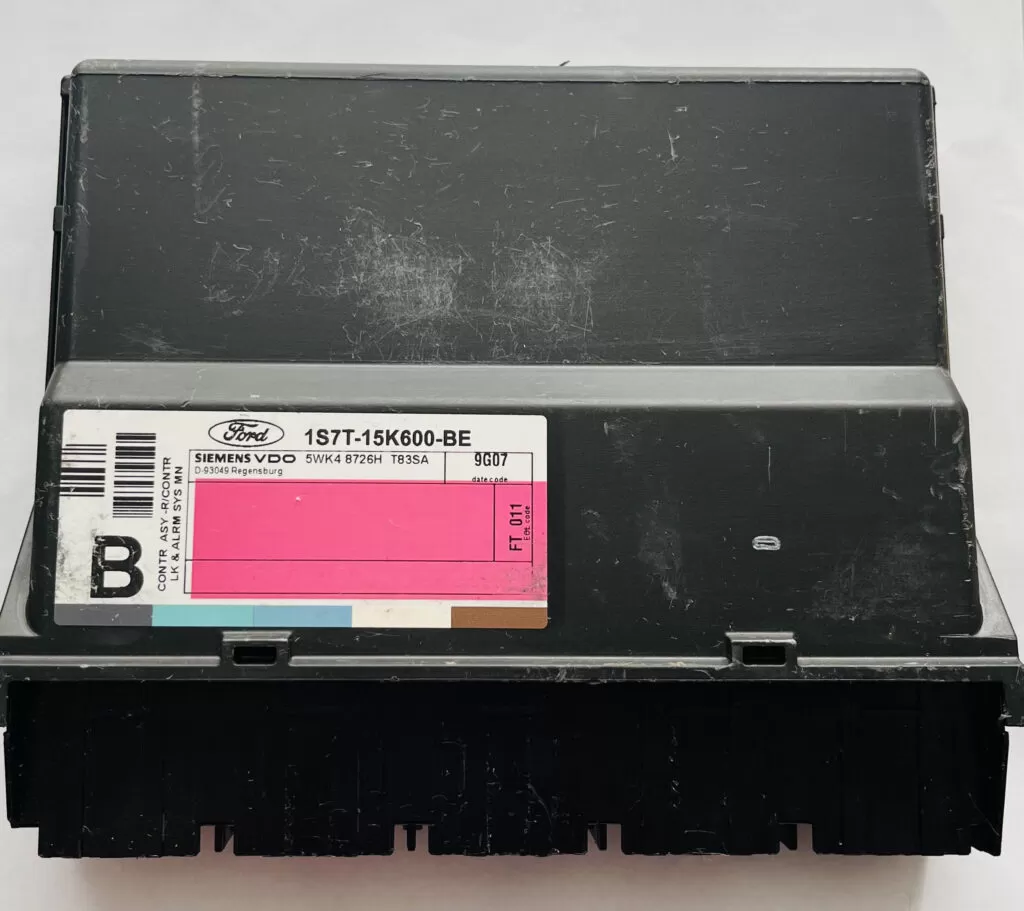 Ford
1S7T-15K600-BE
SIEMENS VDO 5WK4 8726H T83SA
D-93049 Regensburg
9G07
date code
FT 011
EOL code
CONTR ASY -R/CONTR
LK & ALRM SYS MN
B